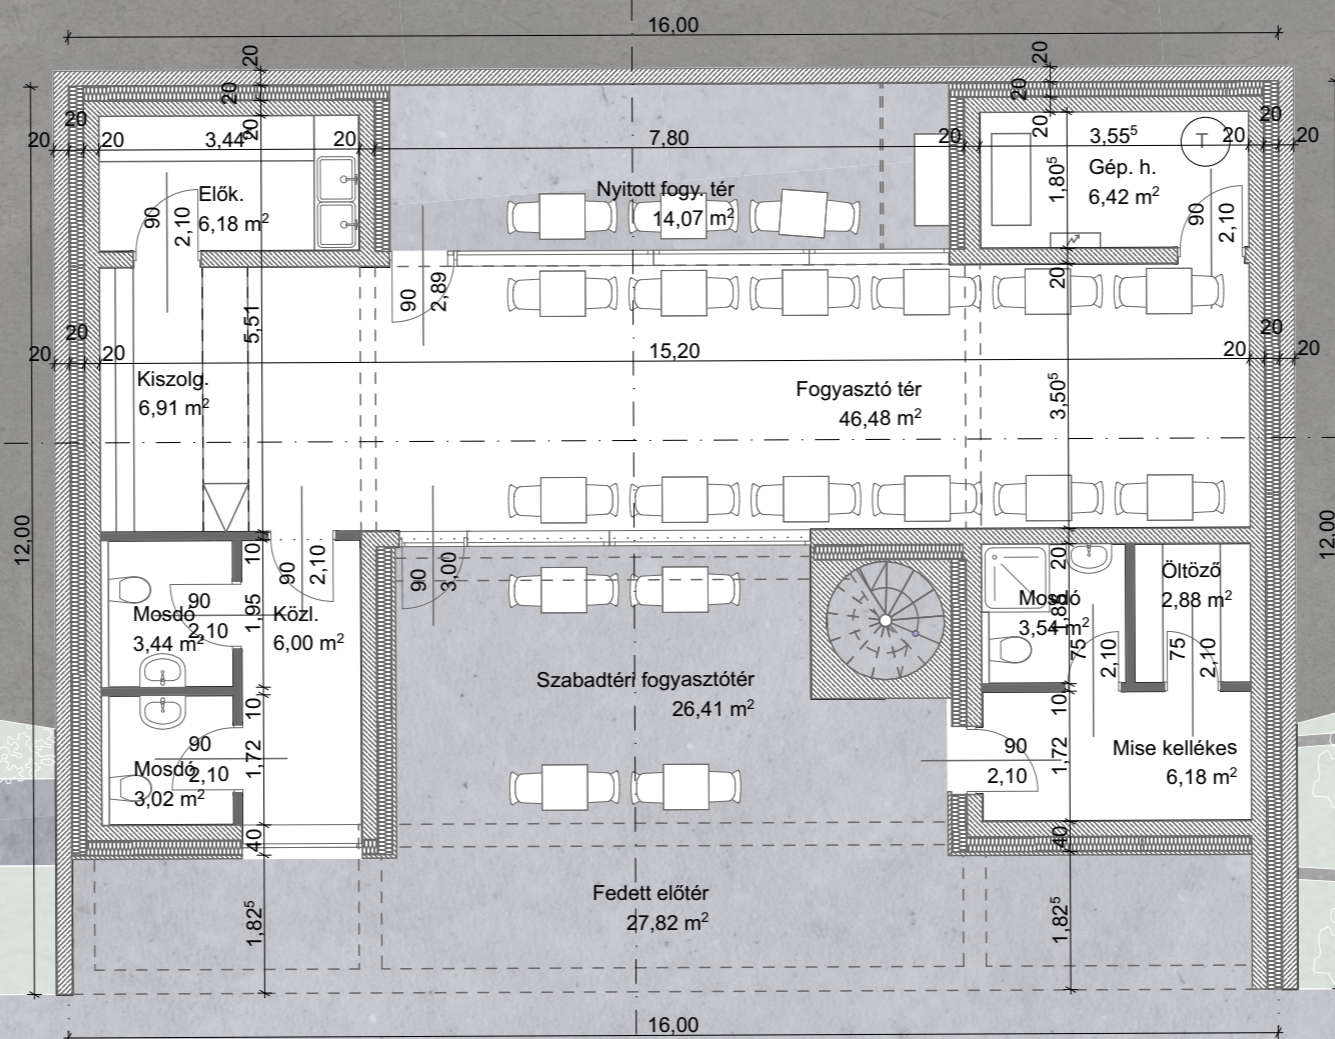 16,00
20
20
20
20
20
20
20
20
20
3,44
20
7,80
20
3,55⁵
20
20
20
Elők.
6,18 m²
90
2,10
Nyitott fogy. tér
14,07 m²
1,80⁵
Gép. h.
6,42 m²
T
90
2,10
90
2,89
20
5,51
20
20
20
15,20
20
20
20
Kiszolg.
6,91 m²
Fogyasztó tér
46,48 m²
3,50⁵
12,00
12,00
10
90
2,10
90
3,00
20
Öltöző
2,88 m²
Mosdó
3,44 m²
90
2,10
1,95
Közl.
6,00 m²
Mosdó
3,54 m²
1,85
75
2,10
75
2,10
Szabadtéri fogyasztótér
26,41 m²
10
10
90
2,10
1,72
Mosdó
3,02 m²
90
2,10
1,72
Mise kellékes
6,18 m²
40
40
Fedett előtér
27,82 m²
1,82⁵
1,82⁵
16,00